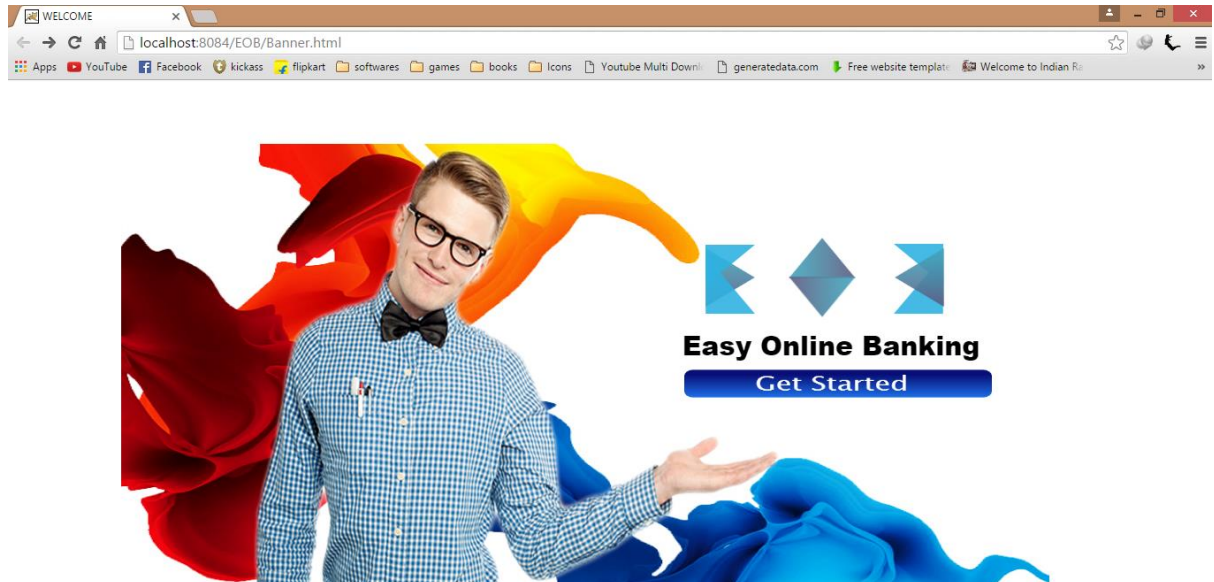 WELCOME
localhost:8084/EOB/Banner.html
Apps YouTube Facebook kickass flipkart softwares games books Icons Youtube Multi Downl generatedata.com Free website template Welcome to Indian Ra »
Easy Online Banking
Get Started